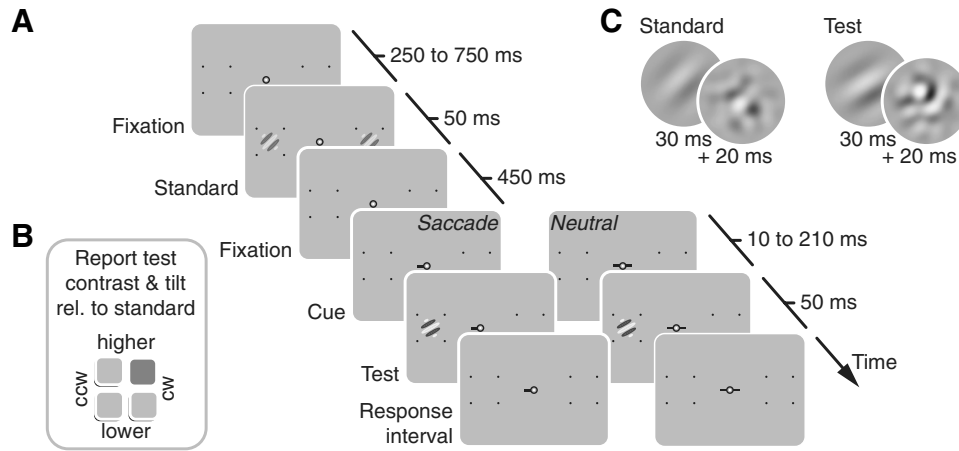 A
250 to 750 ms
Fixation
50 ms
Standard
450 ms
Fixation
Saccade
Neutral
10 to 210 ms
Cue
50 ms
Test
Time
Response
interval
B
Report test
contrast & tilt
rel. to standard
higher
ccw
cw
lower
C
Standard
Test
30 ms
+ 20 ms
30 ms
+ 20 ms